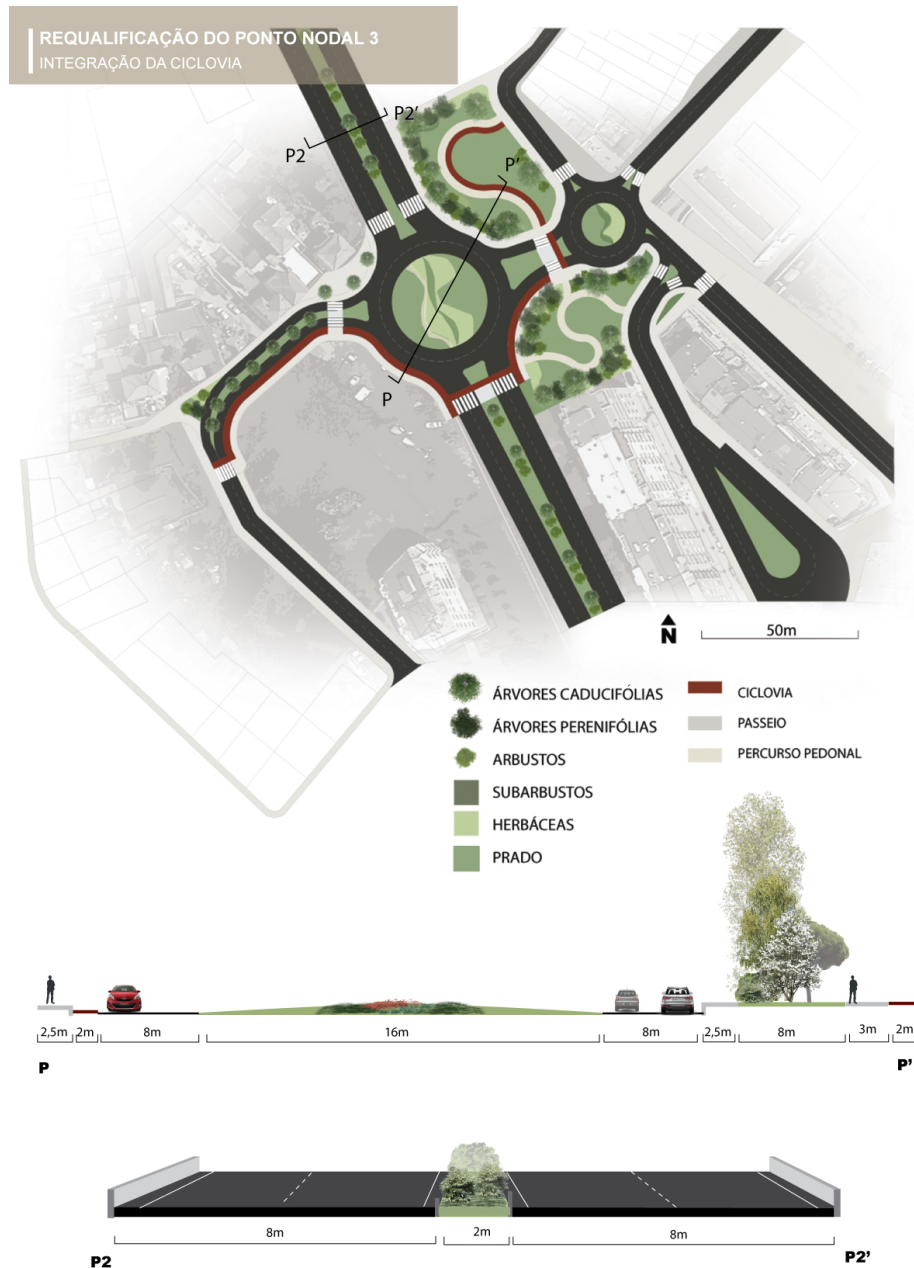 REQUALIFICAÇÃO DO PONTO NODAL 3
INTEGRAÇÃO DA CICLOVIA
P2'
P2
P'
P
N
50m
ÁRVORES CADUCIFÓLIAS
ÁRVORES PERENIFÓLIAS
ARBUSTOS
SUBARBUSTOS
HERBÁCEAS
PRADO
CICLOVIA
PASSEIO
PERCURSO PEDONAL
2,5m 2m 8m 16m 8m 2,5m 8m 3m 2m
P P'
8m 2m 8m
P2 P2'